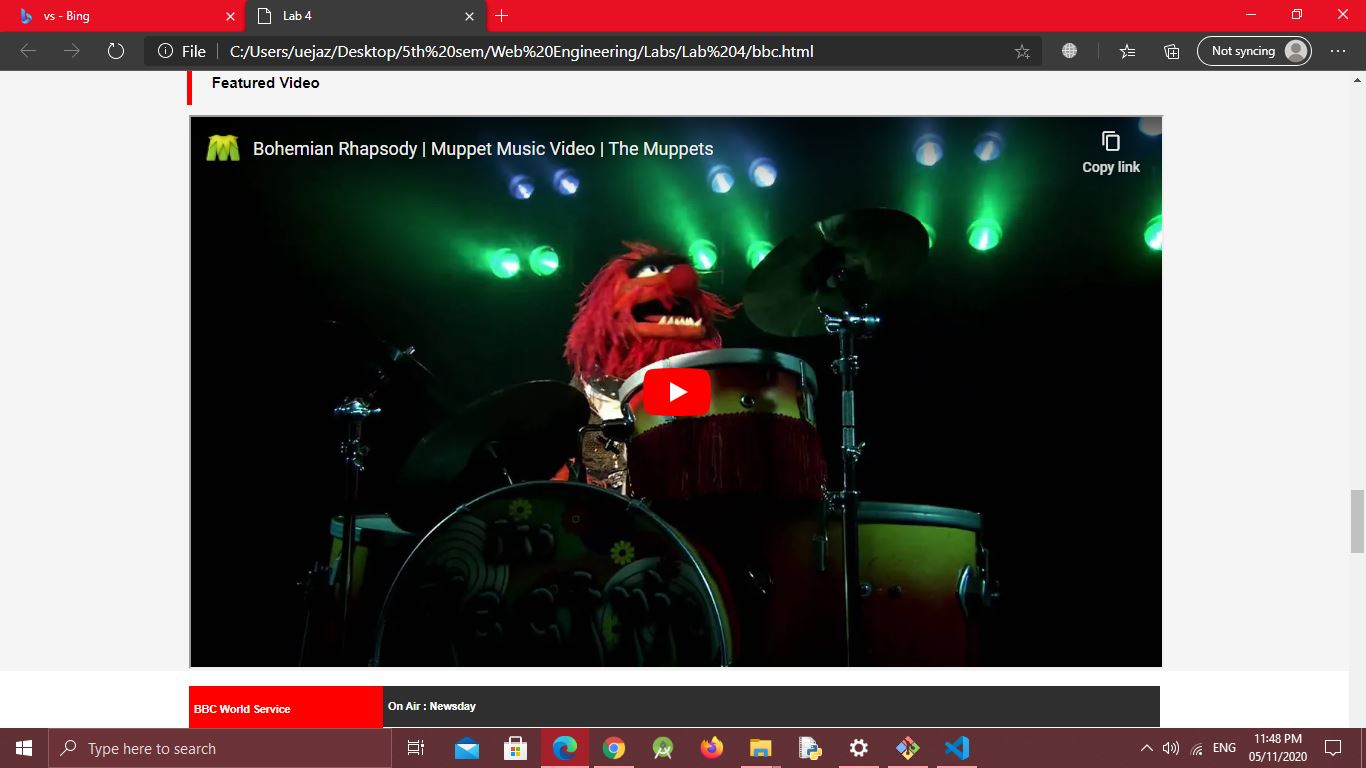 vs - Bing
Lab 4
File
C:/Users/uejaz/Desktop/5th%20sem/Web%20Engineering/Labs/Lab%204/bbc.html
Not syncing
Featured Video
Bohemian Rhapsody | Muppet Music Video | The Muppets
Copy link
BBC World Service
On Air : Newsday
Type here to search
ENG
11:48 PM
05/11/2020